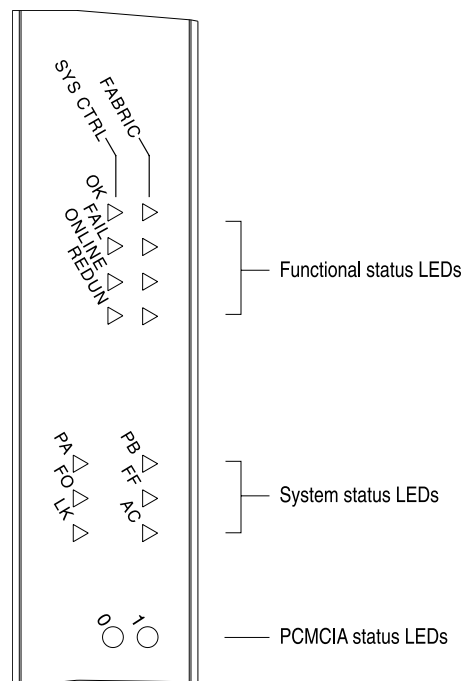 SYS CTRL
FABRIC
OK
FAIL
ONLINE
REDUN
Functional status LEDs
PA
PB
FO
FF
LK
AC
System status LEDs
0
1
PCMCIA status LEDs